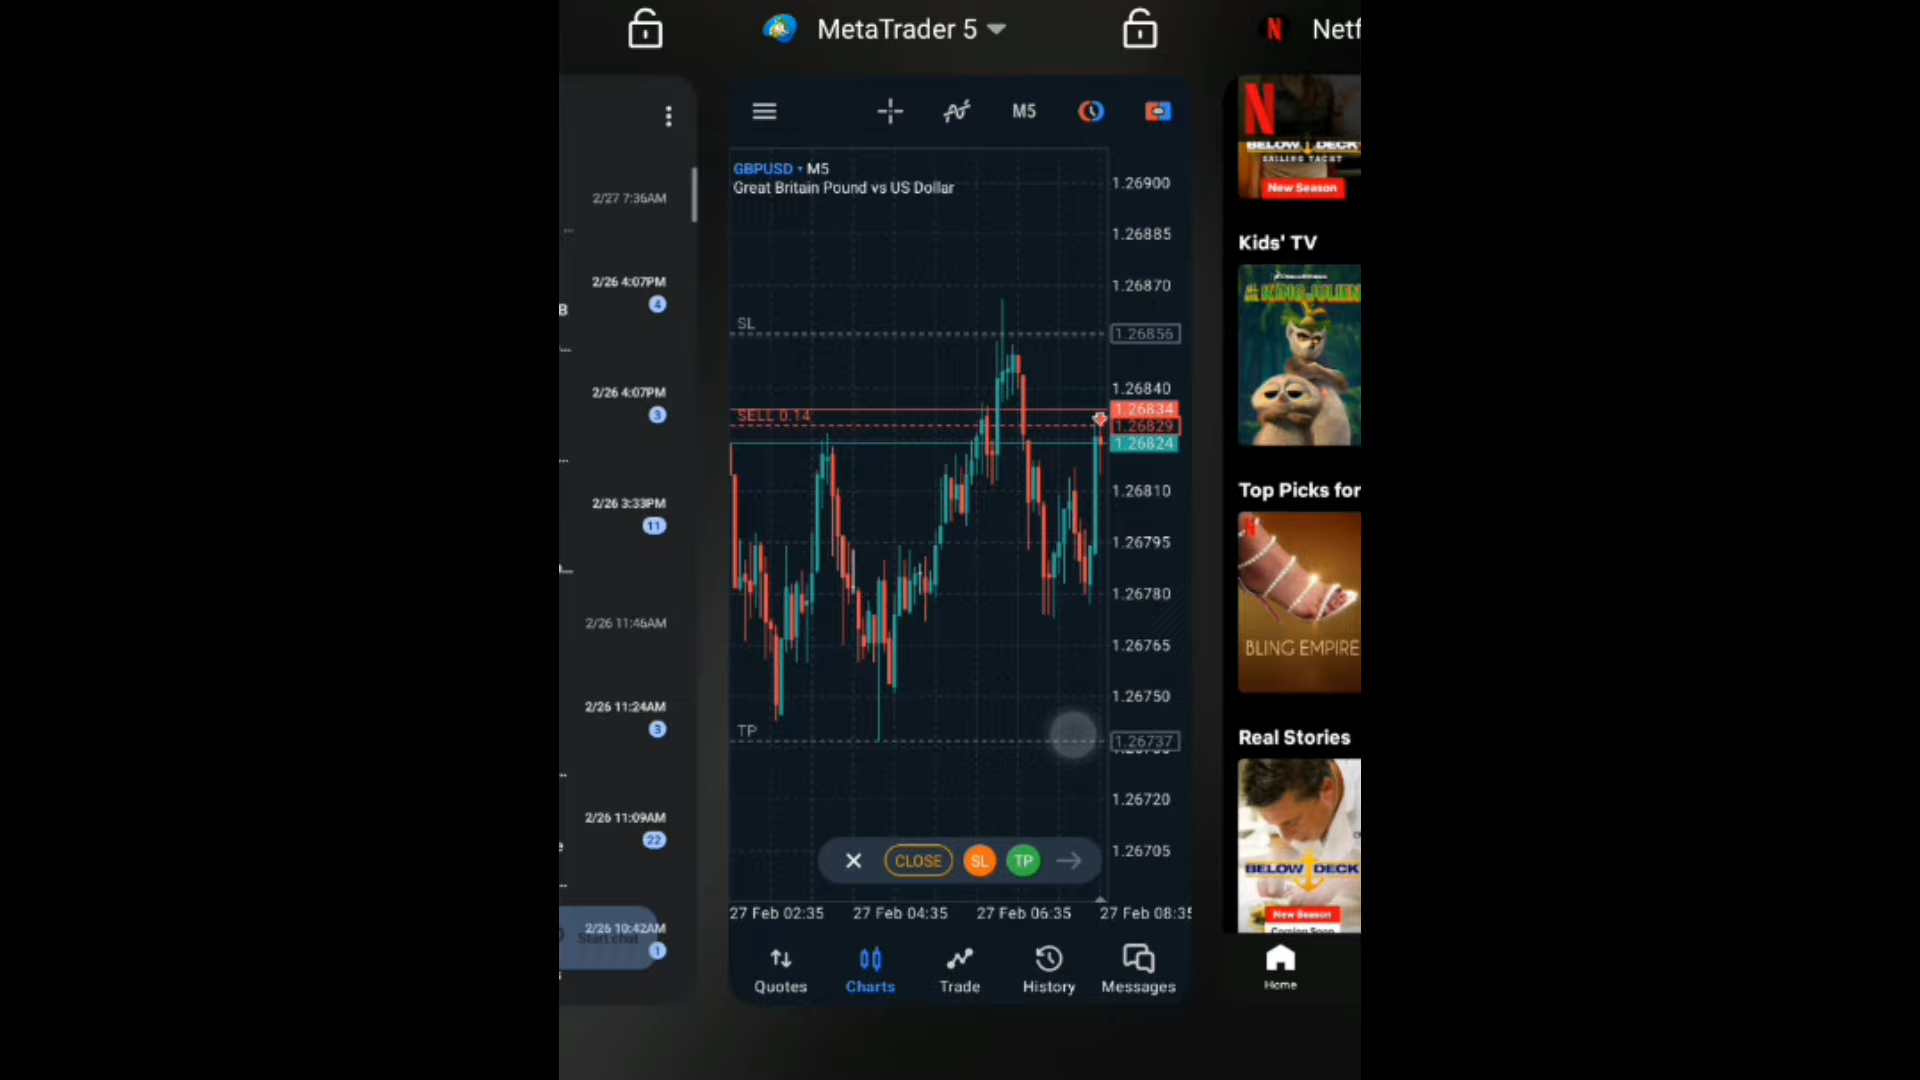 MetaTrader 5
Netf
2/27 7:36AM
2/26 4:07PM
4
B
2/26 4:07PM
3
2/26 3:33PM
11
2/26 11:46AM
2/26 11:24AM
3
2/26 11:09AM
22
e
2/26 10:42AM
Start chat
1
M5
GBPUSD · M5
Great Britain Pound vs US Dollar
1.26900
1.26885
1.26870
SL
1.26856
1.26840
1.26834
SELL 0.14
1.26829
1.26824
1.26810
1.26795
1.26780
1.26765
1.26750
TP
1.26737
1.26720
1.26705
CLOSE
SL
TP
27 Feb 02:35
27 Feb 04:35
27 Feb 06:35
27 Feb 08:35
Quotes
Charts
Trade
History
Messages
N
BELOW DECK
SAILING YACHT
New Season
Kids' TV
KING JULIEN
Top Picks for
N
BLING EMPIRE
Real Stories
BELOW DECK
New Season
Coming Soon
Home